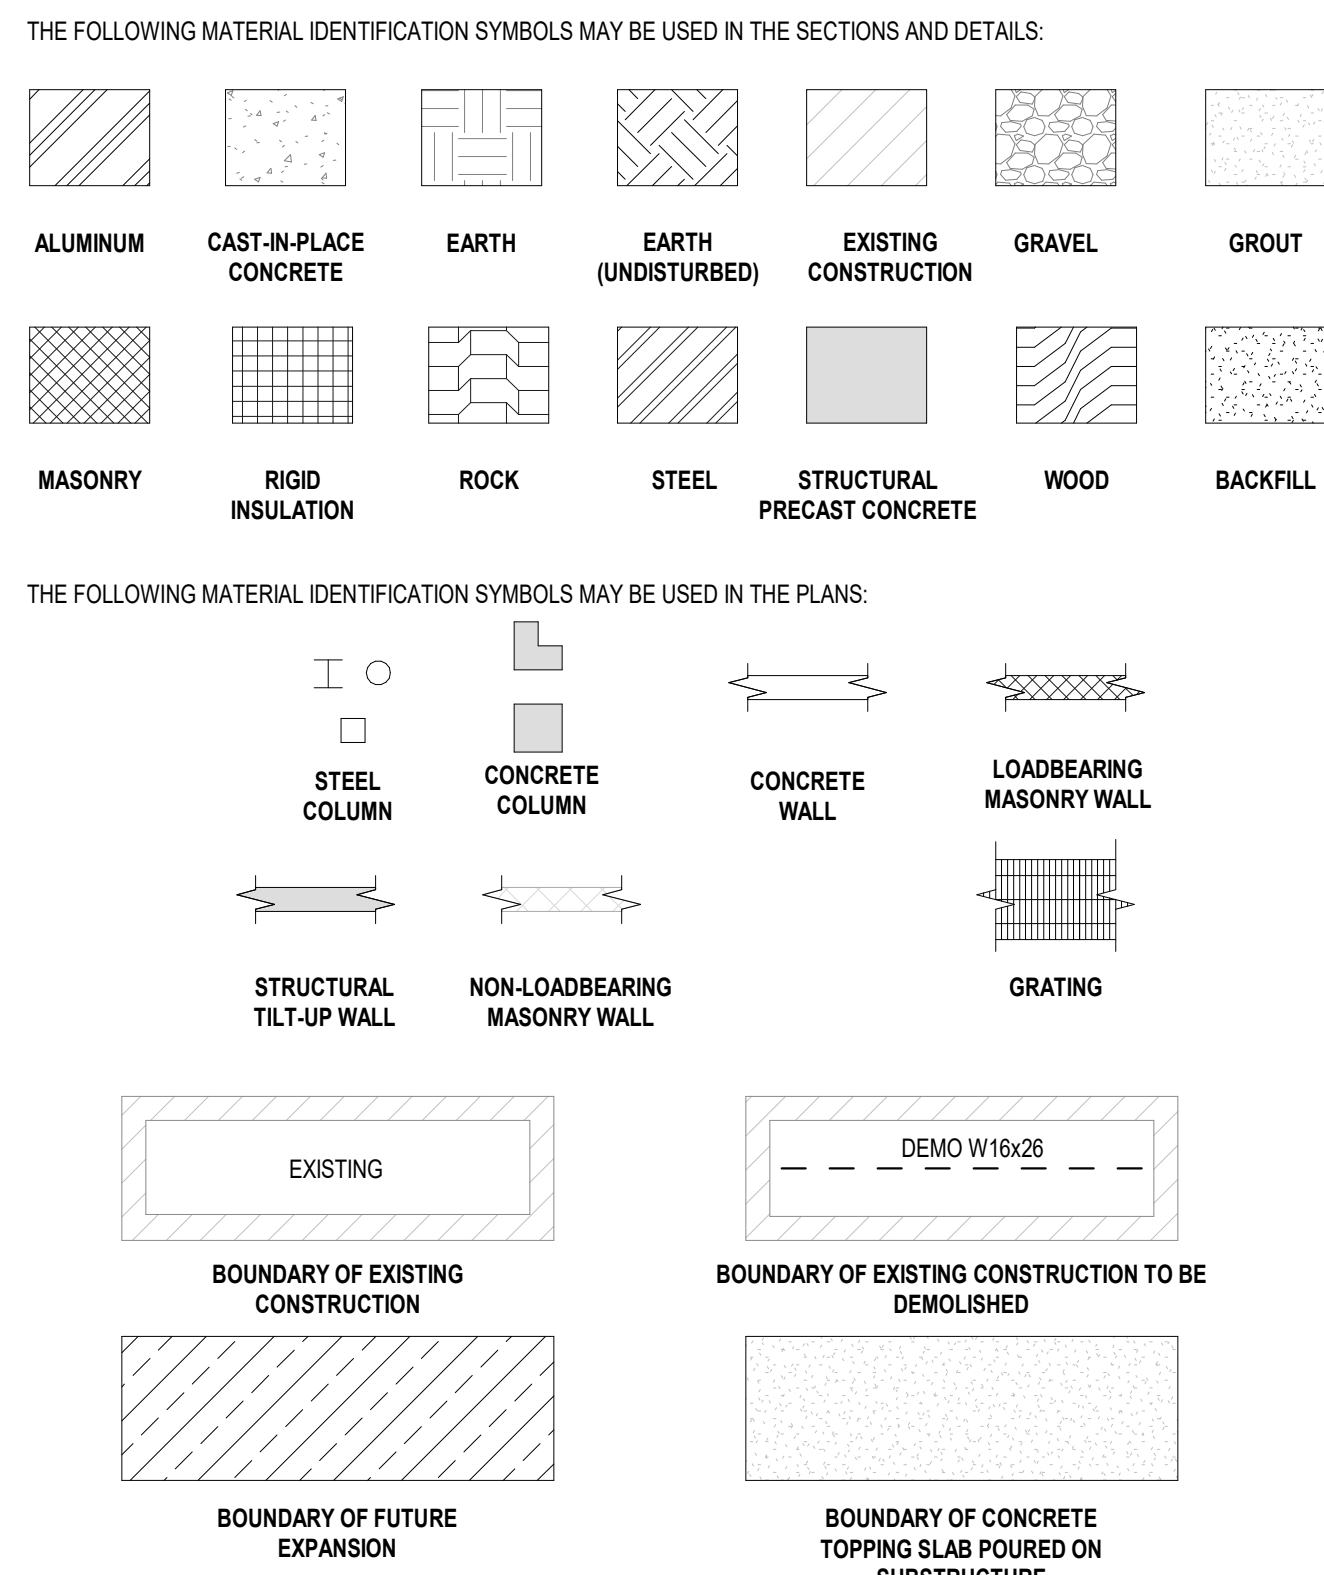 THE FOLLOWING MATERIAL IDENTIFICATION SYMBOLS MAY BE USED IN THE SECTIONS AND DETAILS:
ALUMINUM
CAST-IN-PLACE
CONCRETE
EARTH
EARTH
(UNDISTURBED)
EXISTING
CONSTRUCTION
GRAVEL
GROUT
MASONRY
RIGID
INSULATION
ROCK
STEEL
STRUCTURAL
PRECAST CONCRETE
WOOD
BACKFILL
THE FOLLOWING MATERIAL IDENTIFICATION SYMBOLS MAY BE USED IN THE PLANS:
STEEL
COLUMN
CONCRETE
COLUMN
CONCRETE
WALL
LOADBEARING
MASONRY WALL
STRUCTURAL
TILT-UP WALL
NON-LOADBEARING
MASONRY WALL
GRATING
EXISTING
BOUNDARY OF EXISTING
CONSTRUCTION
DEMO W16x26
BOUNDARY OF EXISTING CONSTRUCTION TO BE
DEMOLISHED
BOUNDARY OF FUTURE
EXPANSION
BOUNDARY OF CONCRETE
TOPPING SLAB POURED ON
SUBSTRUCTURE